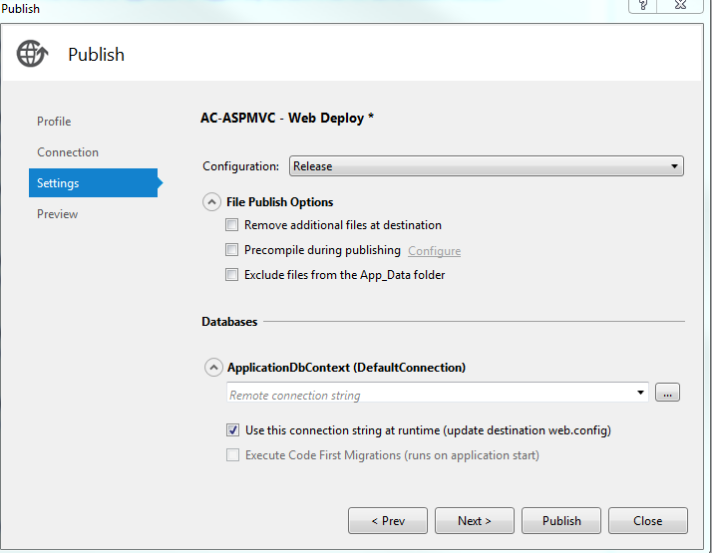 Publish
?
Publish
Profile
Connection
Settings
Preview
AC-ASPMVC - Web Deploy *
Configuration: Release
File Publish Options
Remove additional files at destination
Precompile during publishing Configure
Exclude files from the App_Data folder
Databases
ApplicationDbContext (DefaultConnection)
Remote connection string
...
Use this connection string at runtime (update destination web.config)
Execute Code First Migrations (runs on application start)
< Prev
Next >
Publish
Close